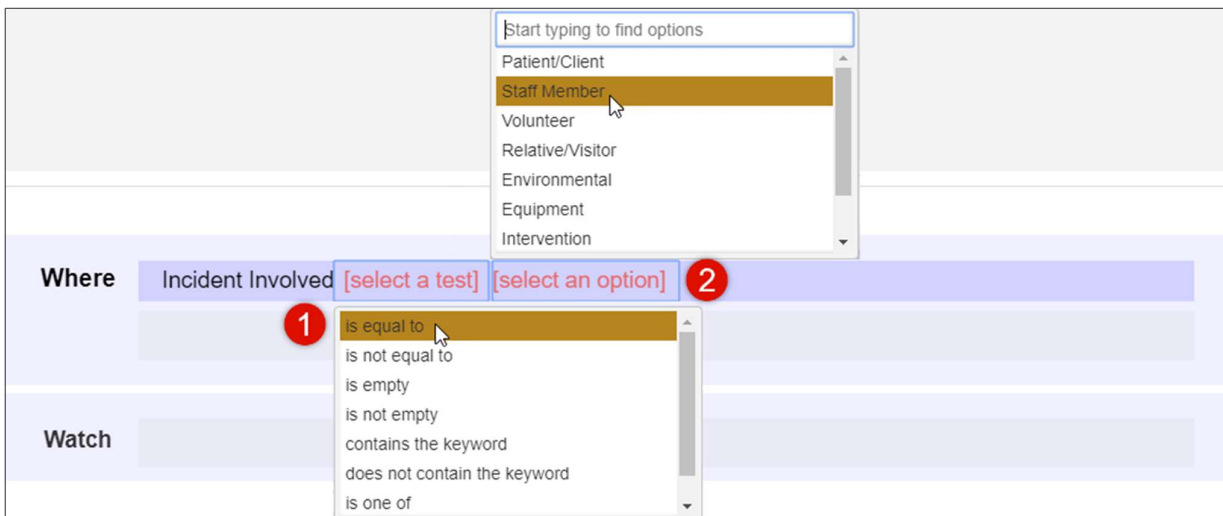 Start typing to find options
Patient/Client
Staff Member
Volunteer
Relative/Visitor
Environmental
Equipment
Intervention
Where Incident Involved [select a test] [select an option] 2
1
is equal to
is not equal to
is empty
is not empty
contains the keyword
does not contain the keyword
is one of
Watch